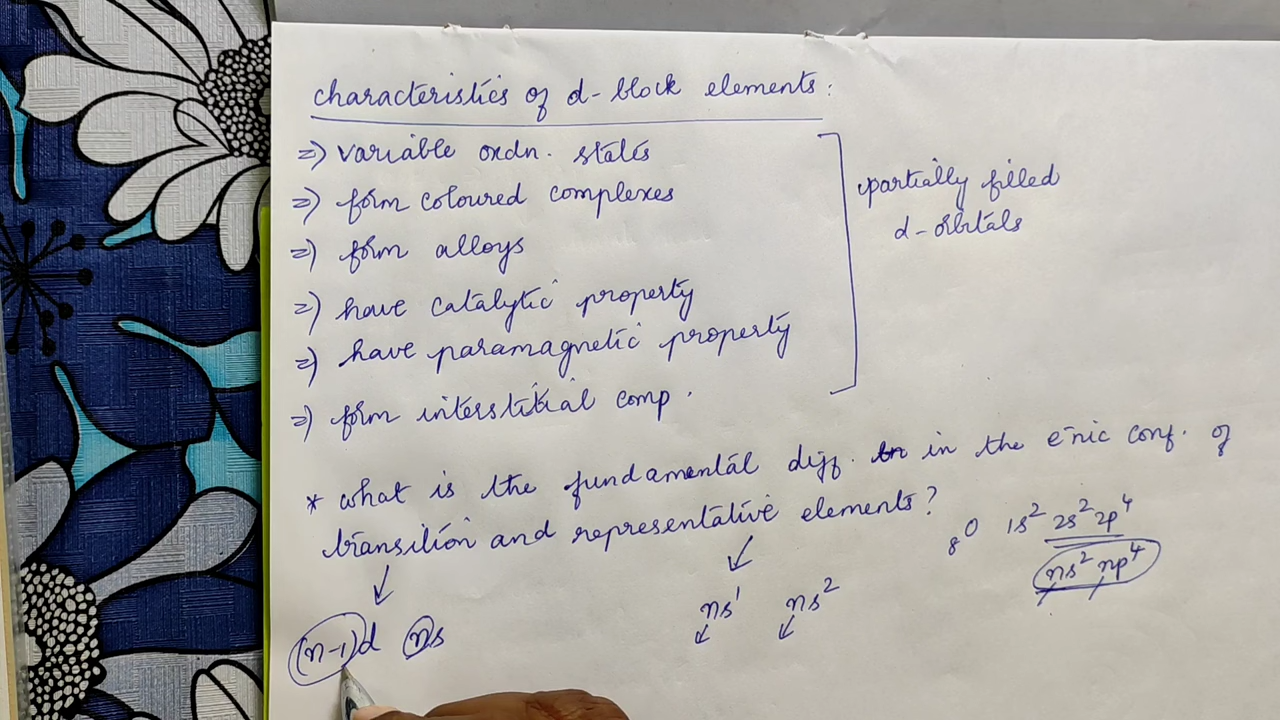 characteristics of d-block elements:
=) variable oxdn. states
=) form coloured complexes
=) form alloys
=) have catalytic property
=) have paramagnetic property
=) form interstitial comp.
partially filled
d-orbitals
* what is the fundamental diff. in the e⁻nic conf. of
transition and representative elements?
(n-1)d ns
ns¹ ns²
₈O 1s² 2s² 2p⁴
ns² np⁴